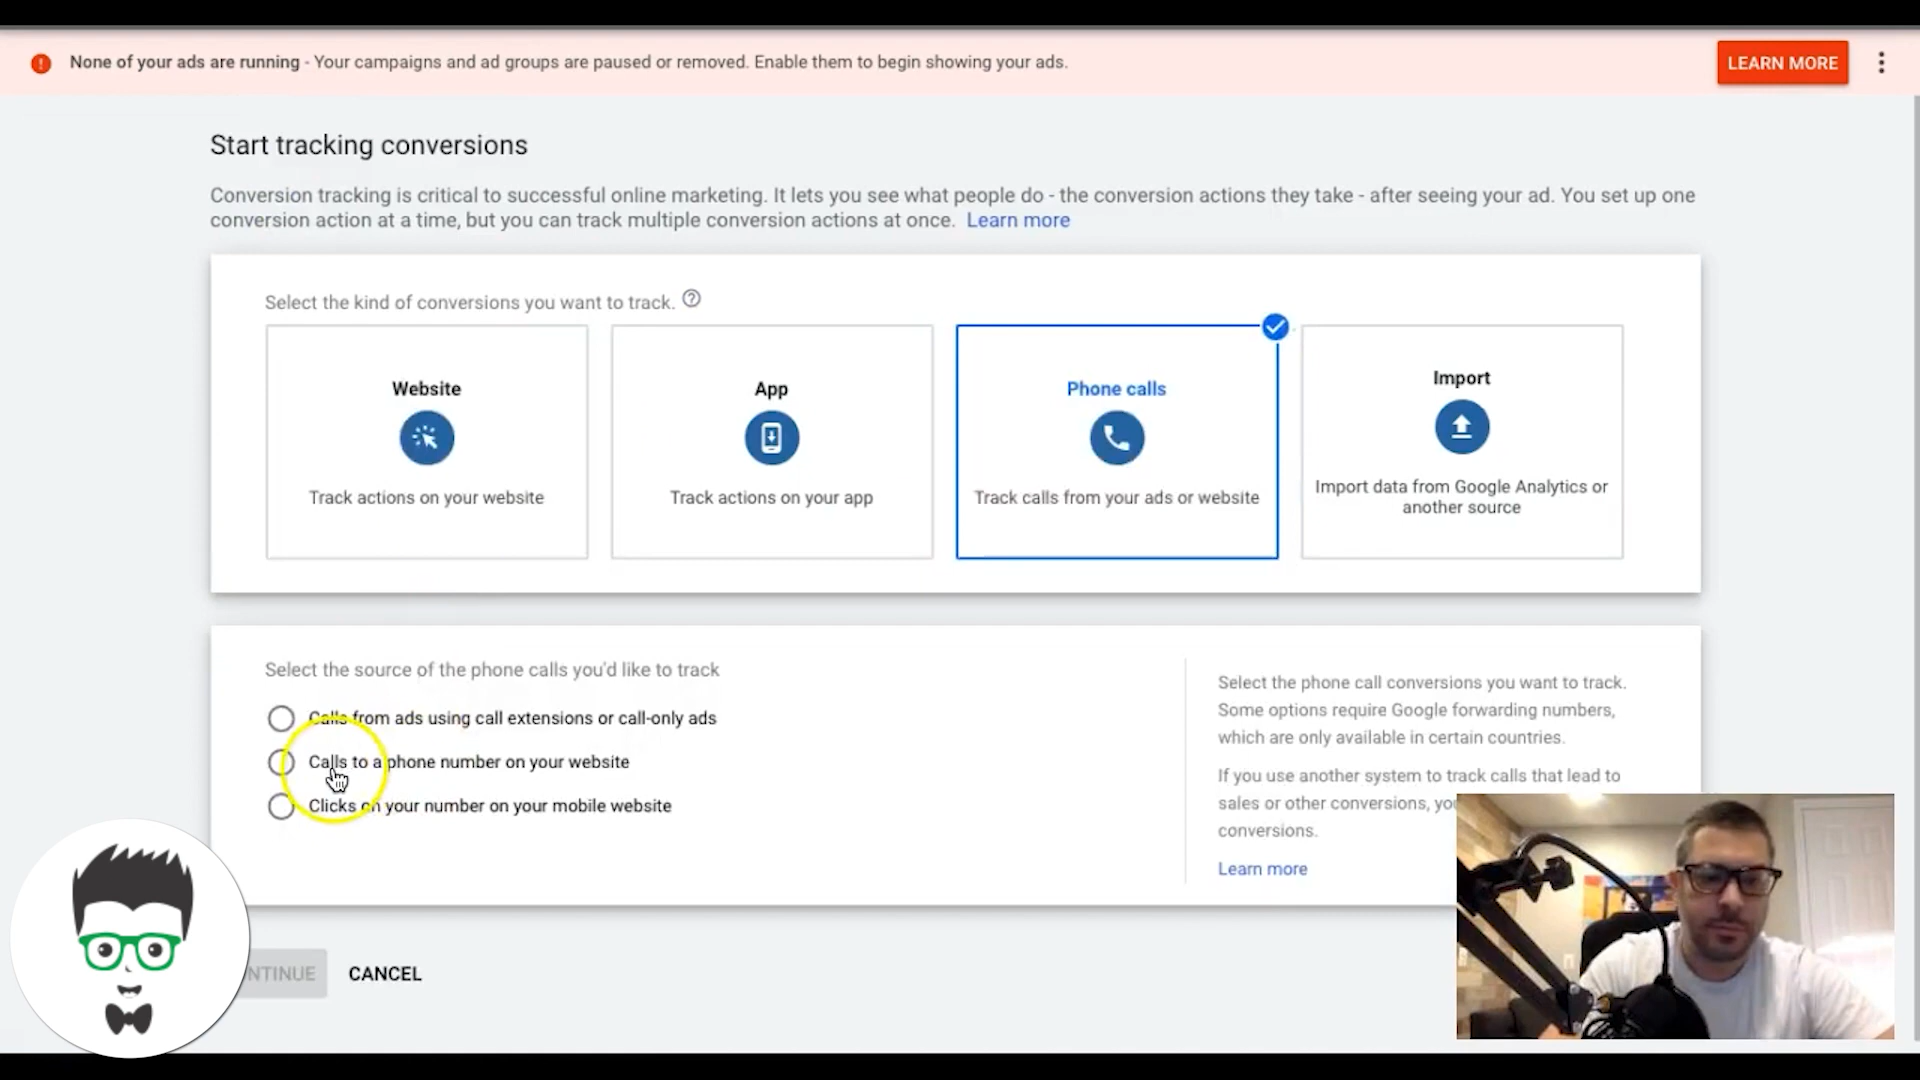 None of your ads are running - Your campaigns and ad groups are paused or removed. Enable them to begin showing your ads.
LEARN MORE
Start tracking conversions
Conversion tracking is critical to successful online marketing. It lets you see what people do - the conversion actions they take - after seeing your ad. You set up one
conversion action at a time, but you can track multiple conversion actions at once. Learn more
Select the kind of conversions you want to track.
Website
Track actions on your website
App
Track actions on your app
Phone calls
Track calls from your ads or website
Import
Import data from Google Analytics or
another source
Select the source of the phone calls you'd like to track
Calls from ads using call extensions or call-only ads
Calls to a phone number on your website
Clicks on your number on your mobile website
Select the phone call conversions you want to track.
Some options require Google forwarding numbers,
which are only available in certain countries.
If you use another system to track calls that lead to
sales or other conversions,
conversions.
Learn more
CANCEL